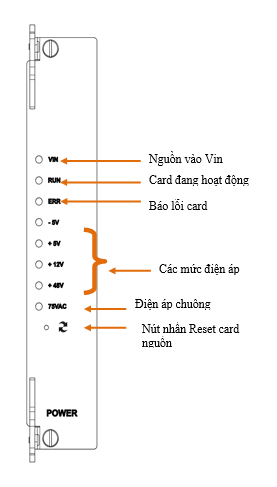 VIN Nguồn vào Vin
RUN Card đang hoạt động
ERR Báo lỗi card
- 5V
+ 5V
+ 12V Các mức điện áp
+ 48V
75VAC Điện áp chuông
Nút nhấn Reset card
nguồn
POWER